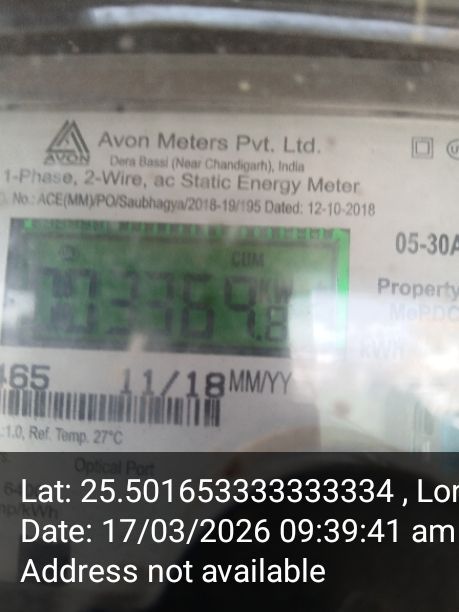 AVON
Avon Meters Pvt. Ltd.
Dera Bassi (Near Chandigarh), India
1-Phase, 2-Wire, ac Static Energy Meter
No.: ACE(MM)/PO/Saubhagya/2018-19/195 Dated: 12-10-2018
05-30A
CUM
Property
MePDC
kWh
465 11/18 MM/YY
:1.0, Ref. Temp. 27°C
Optical Port
mp/kWh
Lat: 25.501653333333334 , Lon
Date: 17/03/2026 09:39:41 am
Address not available